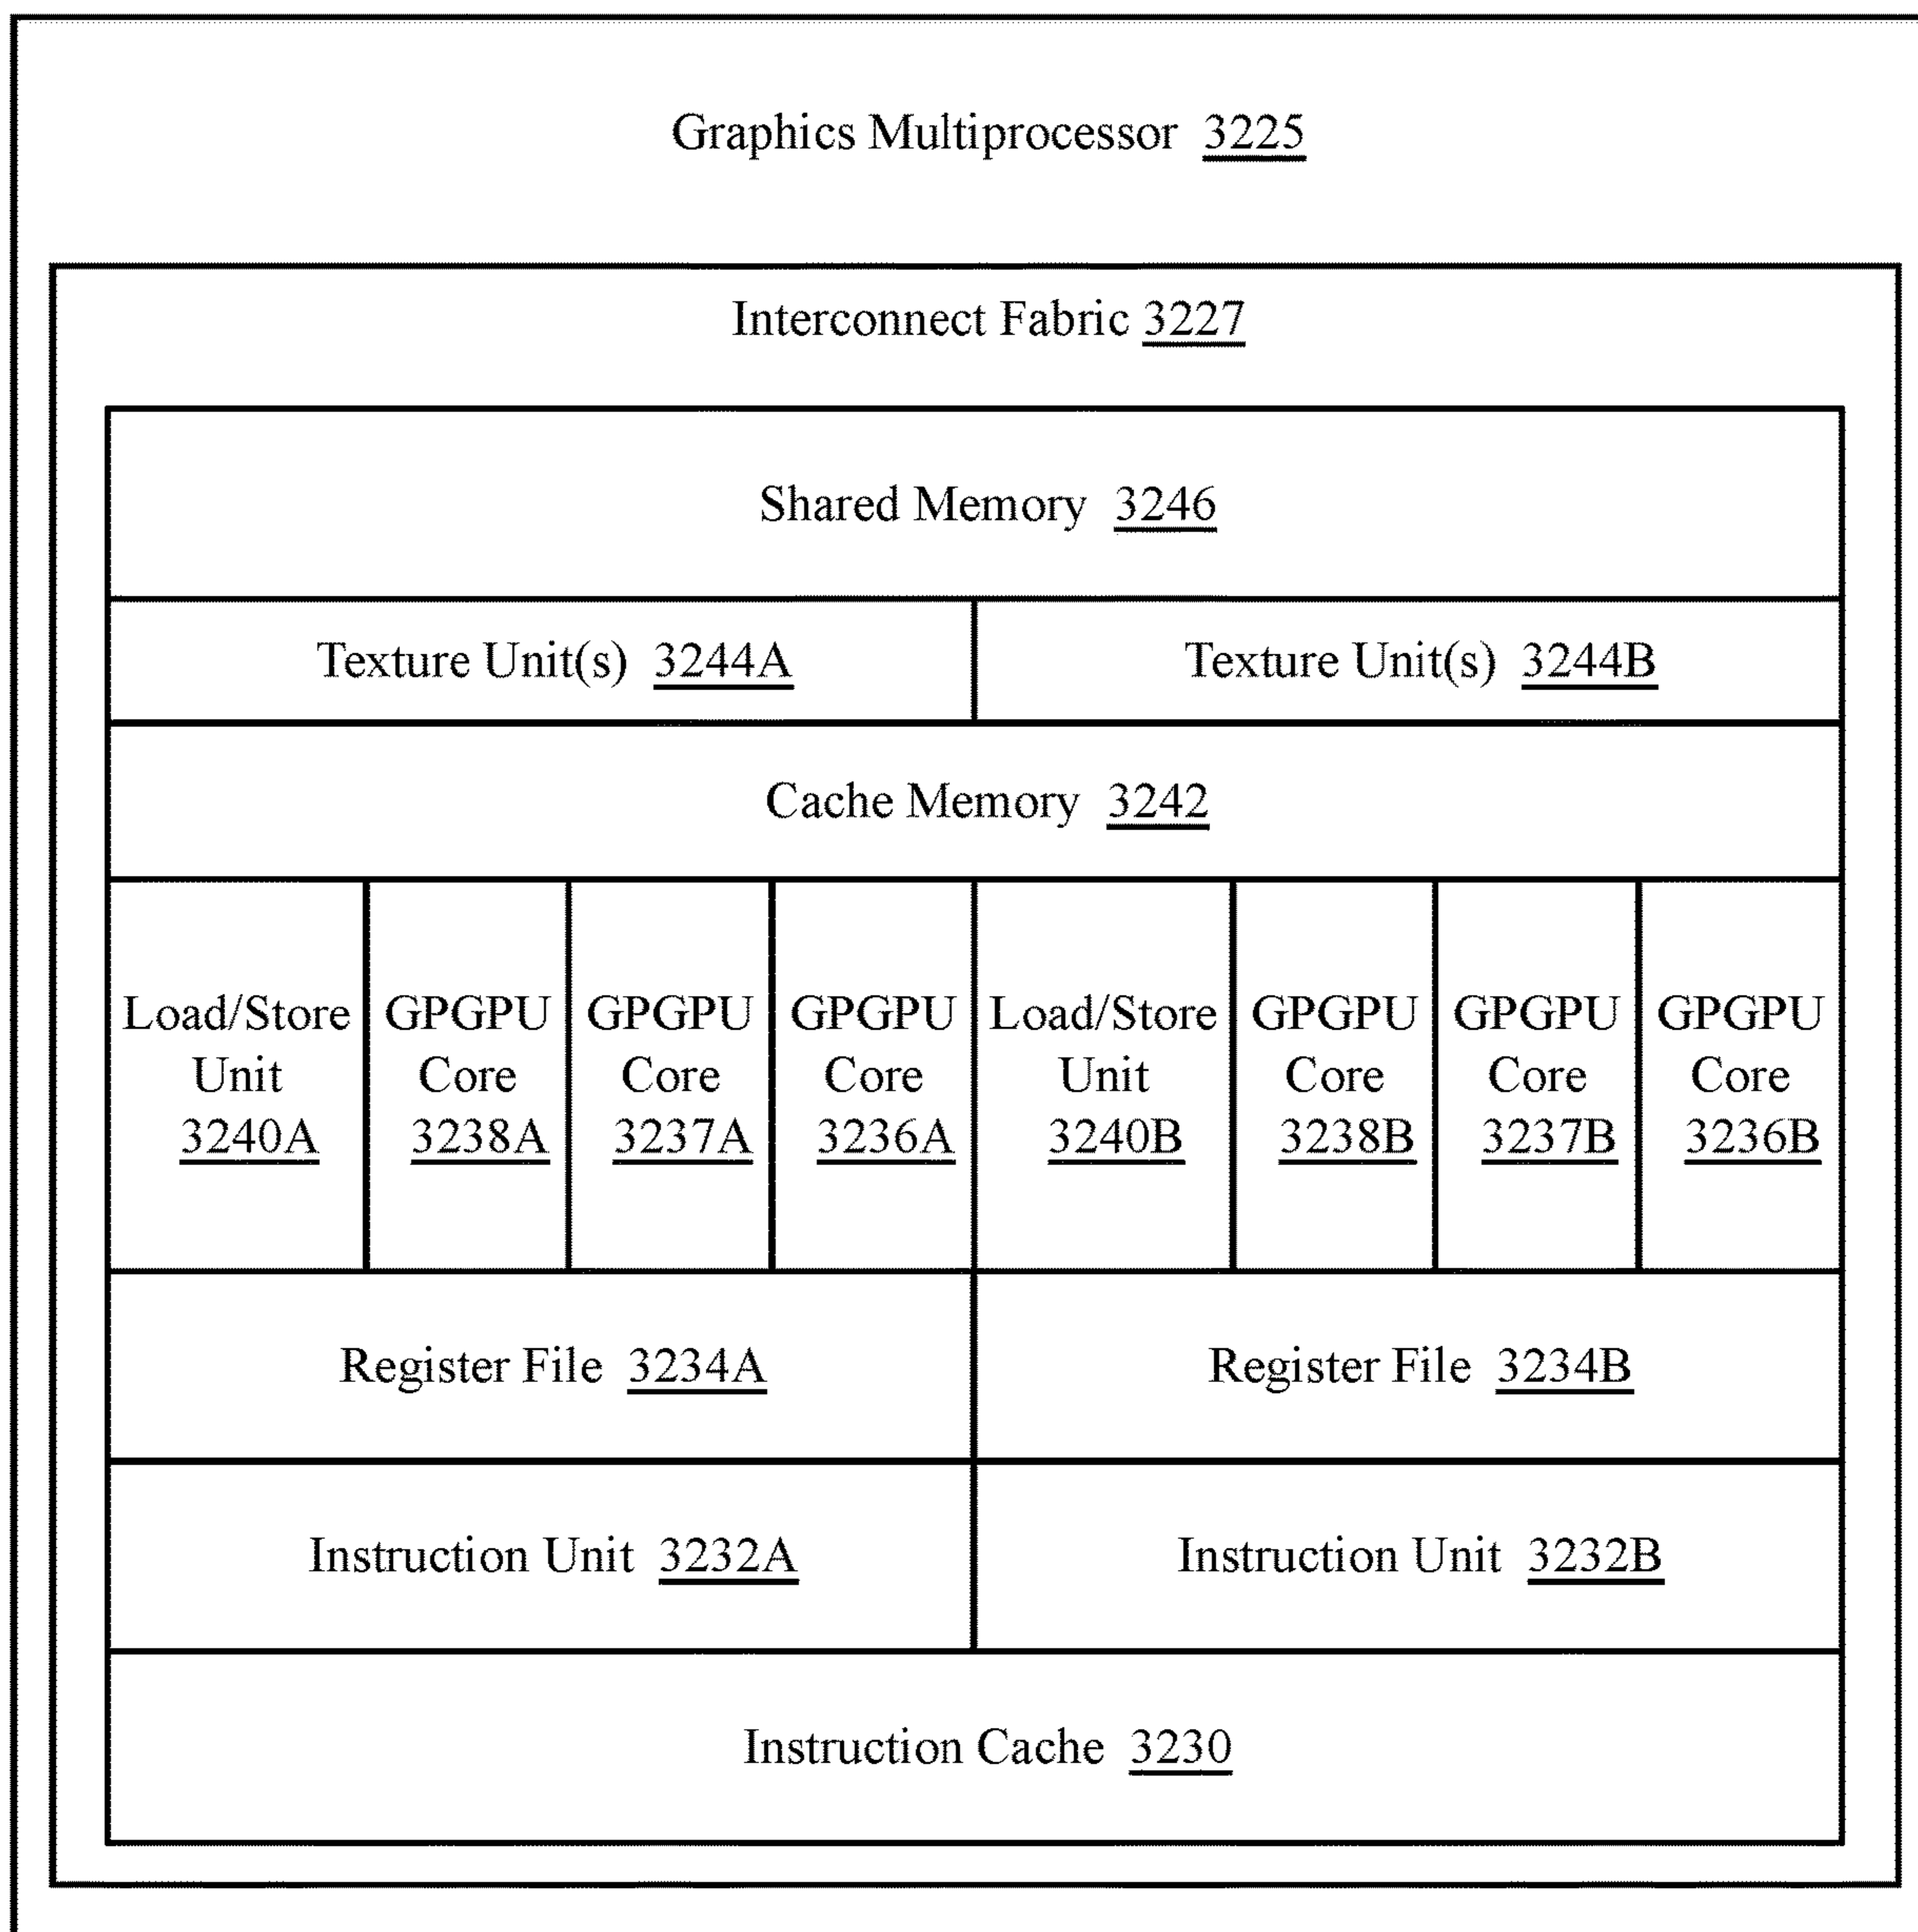 Graphics Multiprocessor 3225
Interconnect Fabric 3227
Shared Memory 3246
Texture Unit(s) 3244A
Texture Unit(s) 3244B
Cache Memory 3242
Load/Store
Unit
3240A
GPGPU
Core
3238A
GPGPU
Core
3237A
GPGPU
Core
3236A
Load/Store
Unit
3240B
GPGPU
Core
3238B
GPGPU
Core
3237B
GPGPU
Core
3236B
Register File 3234A
Register File 3234B
Instruction Unit 3232A
Instruction Unit 3232B
Instruction Cache 3230